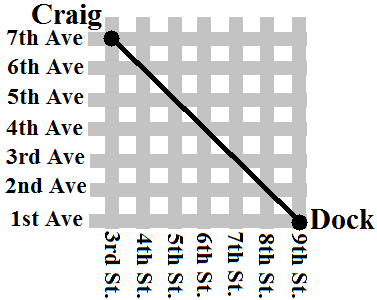 Craig
7th Ave
6th Ave
5th Ave
4th Ave
3rd Ave
2nd Ave
1st Ave
Dock
3rd St.
4th St.
5th St.
6th St.
7th St.
8th St.
9th St.